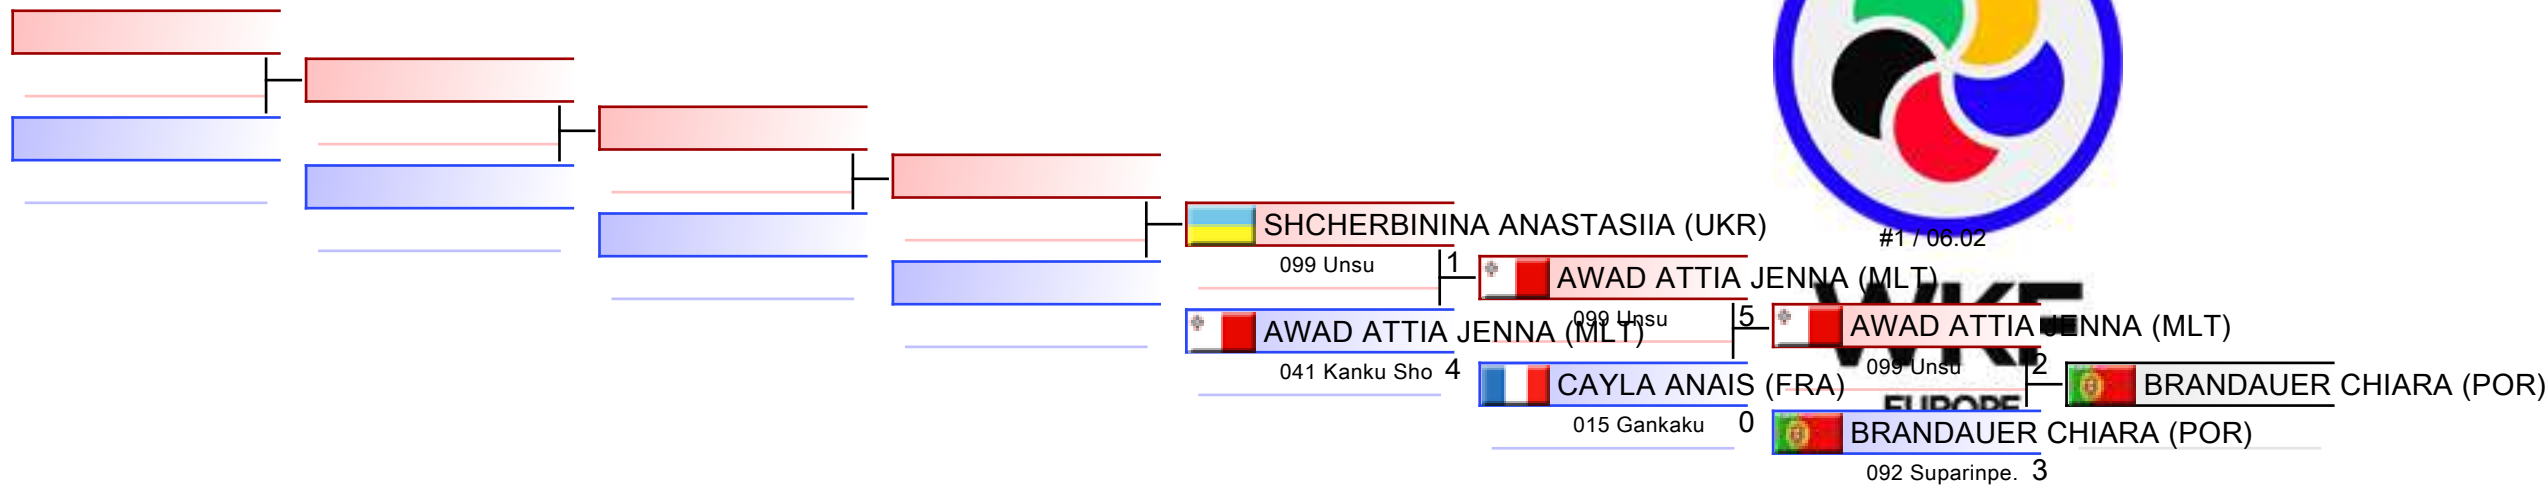 SHCHERBININA ANASTASIIA (UKR)
099 Unsu
1
AWAD ATTIA JENNA (MLT)
041 Kanku Sho 4
AWAD ATTIA JENNA (MLT)
099 Unsu
5
CAYLA ANAIS (FRA)
015 Gankaku 0
#1 / 06.02
WKF
EUROPE
AWAD ATTIA JENNA (MLT)
099 Unsu
2
BRANDAUER CHIARA (POR)
092 Suparinpe. 3
BRANDAUER CHIARA (POR)